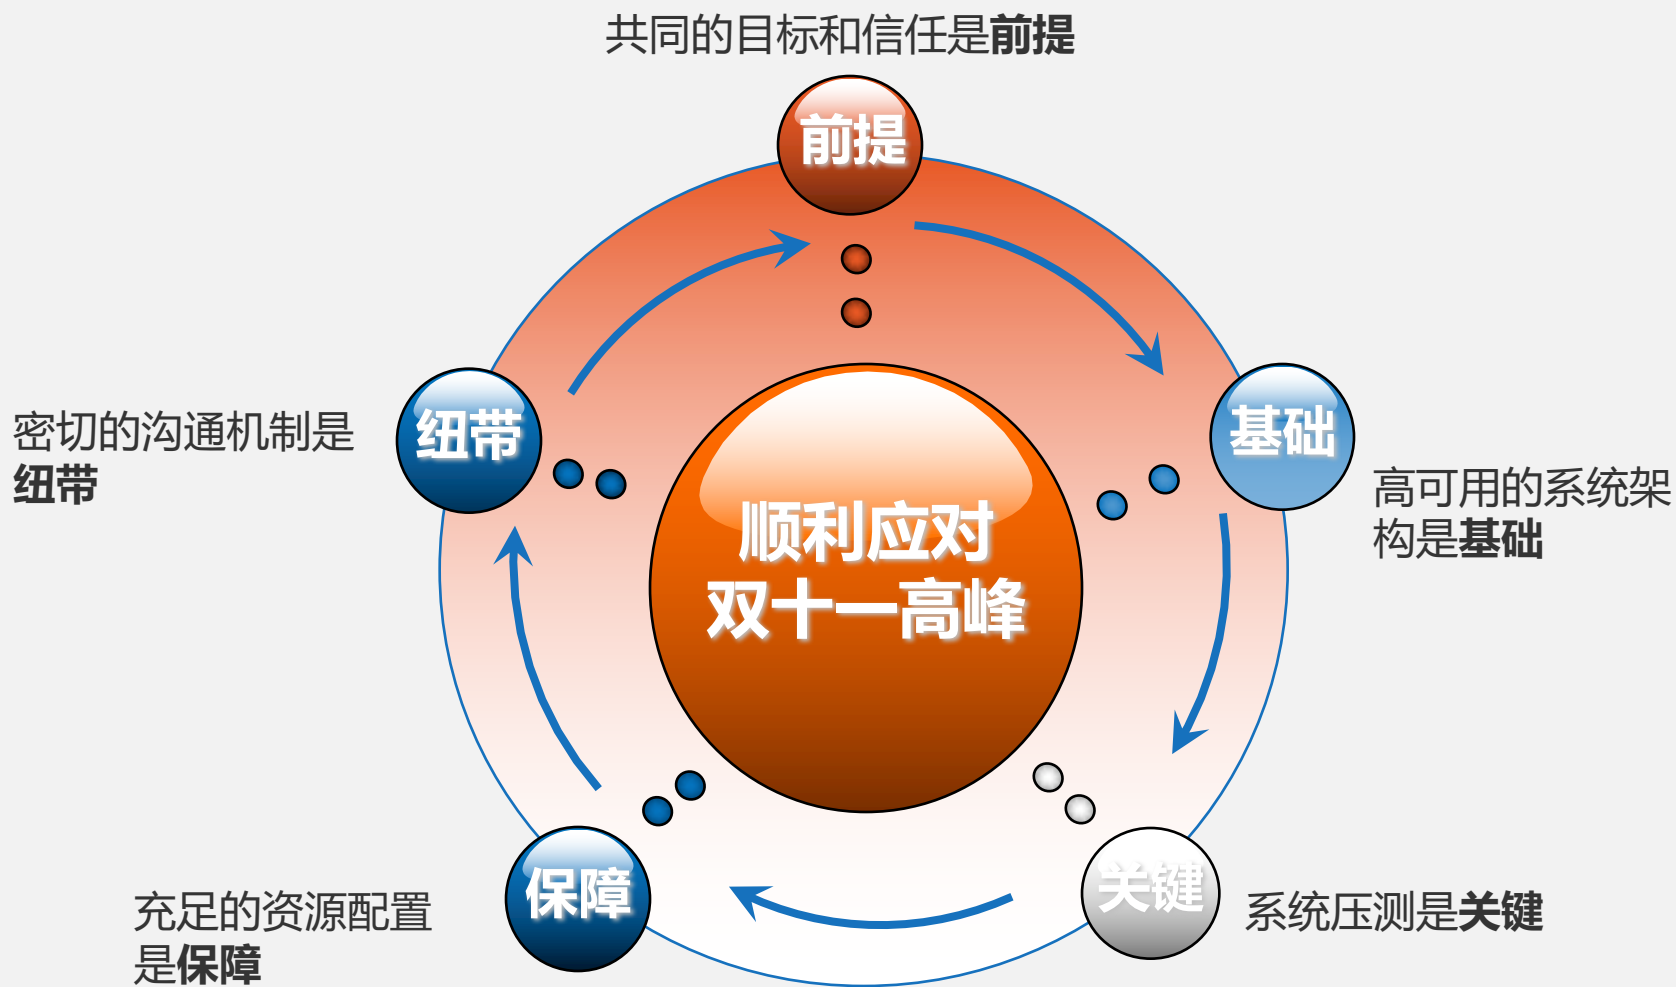 共同的目标和信任是前提
前提
纽带
基础
密切的沟通机制是
纽带
高可用的系统架
构是基础
顺利应对
双十一高峰
保障
关键
充足的资源配置
是保障
系统压测是关键